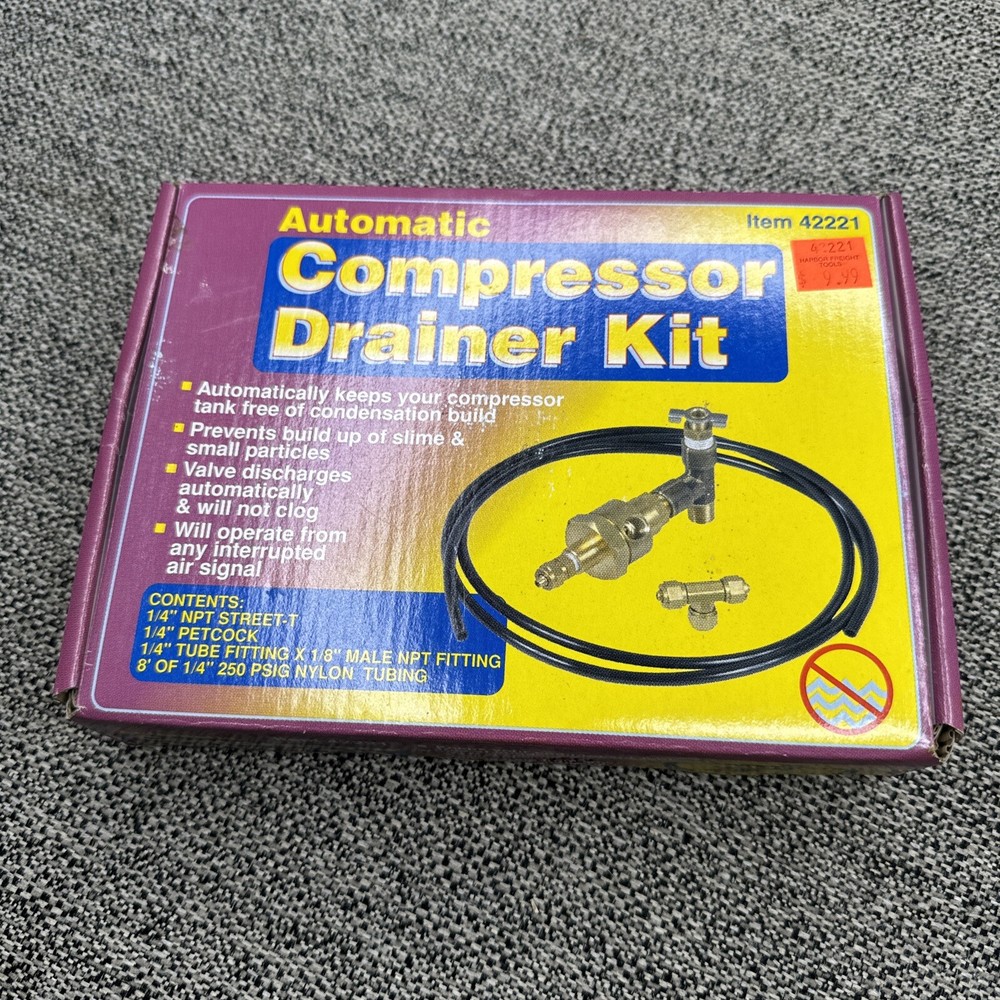 Automatic
Item 42221
Compressor
Drainer Kit
42221
HARBOR FREIGHT
TOOLS
$ 9.99
Automatically keeps your compressor
tank free of condensation build
Prevents build up of slime &
small particles
Valve discharges
automatically
& will not clog
Will operate from
any interrupted
air signal
CONTENTS:
1/4" NPT STREET-T
1/4" PETCOCK
1/4" TUBE FITTING X 1/8" MALE NPT FITTING
8' OF 1/4" 250 PSIG NYLON TUBING